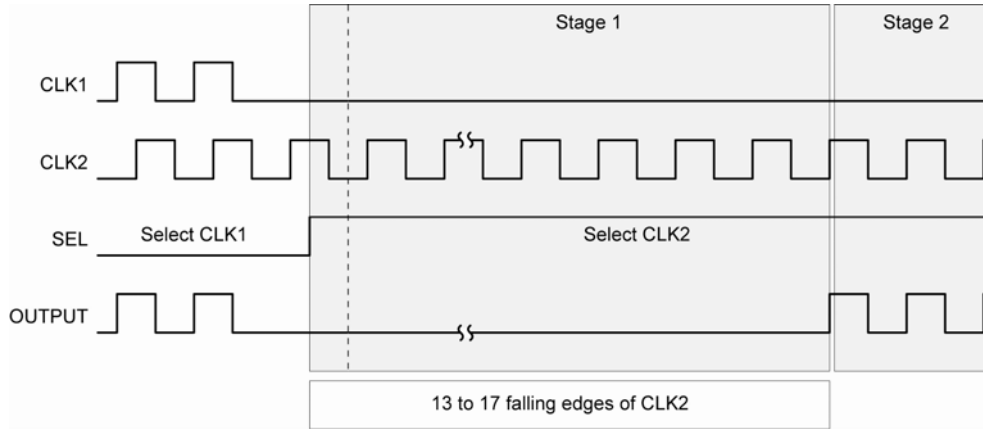 Stage 1
Stage 2
CLK1
CLK2
SEL
Select CLK1
Select CLK2
OUTPUT
13 to 17 falling edges of CLK2